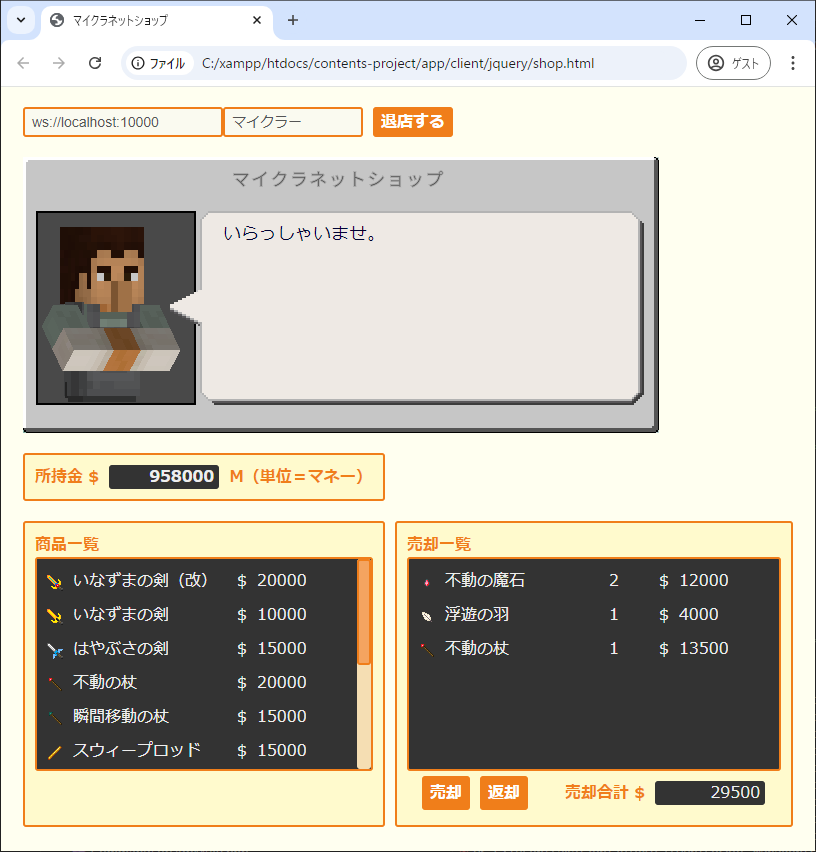 マイクラネットショップ
ファイル C:/xampp/htdocs/contents-project/app/client/jquery/shop.html ゲスト
ws://localhost:10000 マイクラー 退店する
マイクラネットショップ
いらっしゃいませ。
所持金 $ 958000 M（単位＝マネー）
商品一覧
いなずまの剣（改） $ 20000
いなずまの剣 $ 10000
はやぶさの剣 $ 15000
不動の杖 $ 20000
瞬間移動の杖 $ 15000
スウィープロッド $ 15000
売却一覧
不動の魔石 2 $ 12000
浮遊の羽 1 $ 4000
不動の杖 1 $ 13500
売却 返却 売却合計 $ 29500